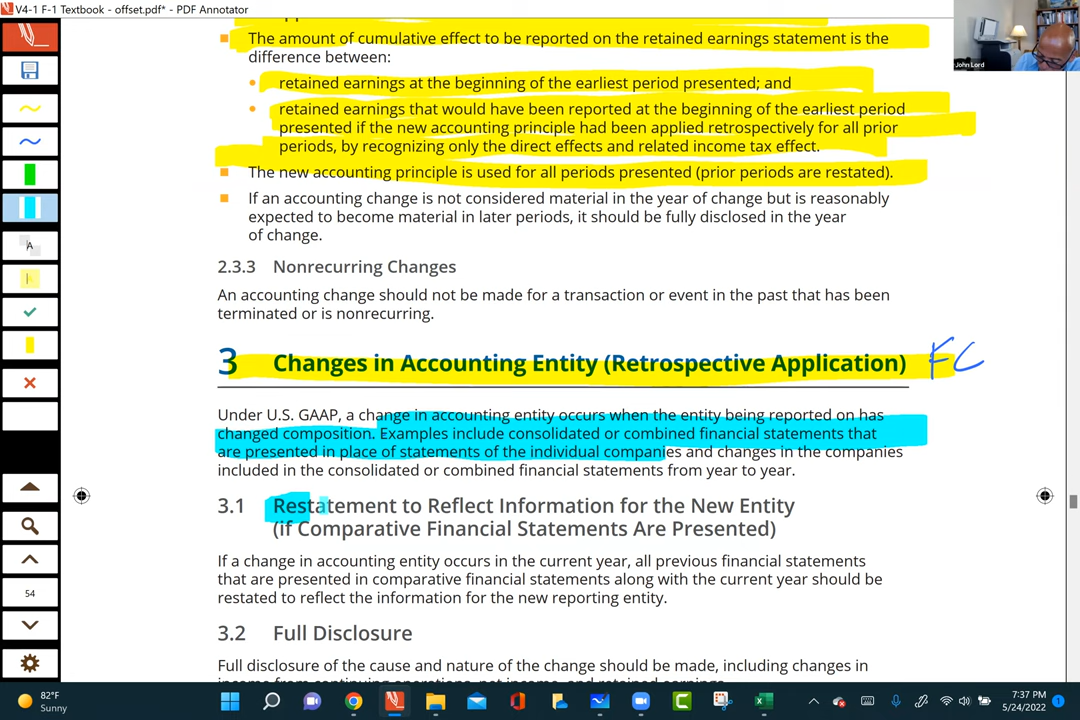 V4-1 F-1 Textbook - offset.pdf* - PDF Annotator
The amount of cumulative effect to be reported on the retained earnings statement is the
difference between:
retained earnings at the beginning of the earliest period presented; and
retained earnings that would have been reported at the beginning of the earliest period
presented if the new accounting principle had been applied retrospectively for all prior
periods, by recognizing only the direct effects and related income tax effect.
The new accounting principle is used for all periods presented (prior periods are restated).
If an accounting change is not considered material in the year of change but is reasonably
expected to become material in later periods, it should be fully disclosed in the year
of change.
2.3.3 Nonrecurring Changes
An accounting change should not be made for a transaction or event in the past that has been
terminated or is nonrecurring.
3 Changes in Accounting Entity (Retrospective Application) FC
Under U.S. GAAP, a change in accounting entity occurs when the entity being reported on has
changed composition. Examples include consolidated or combined financial statements that
are presented in place of statements of the individual companies and changes in the companies
included in the consolidated or combined financial statements from year to year.
3.1 Restatement to Reflect Information for the New Entity
(if Comparative Financial Statements Are Presented)
If a change in accounting entity occurs in the current year, all previous financial statements
that are presented in comparative financial statements along with the current year should be
restated to reflect the information for the new reporting entity.
3.2 Full Disclosure
Full disclosure of the cause and nature of the change should be made, including changes in
John Lord
A
54
82°F
Sunny
7:37 PM
5/24/2022